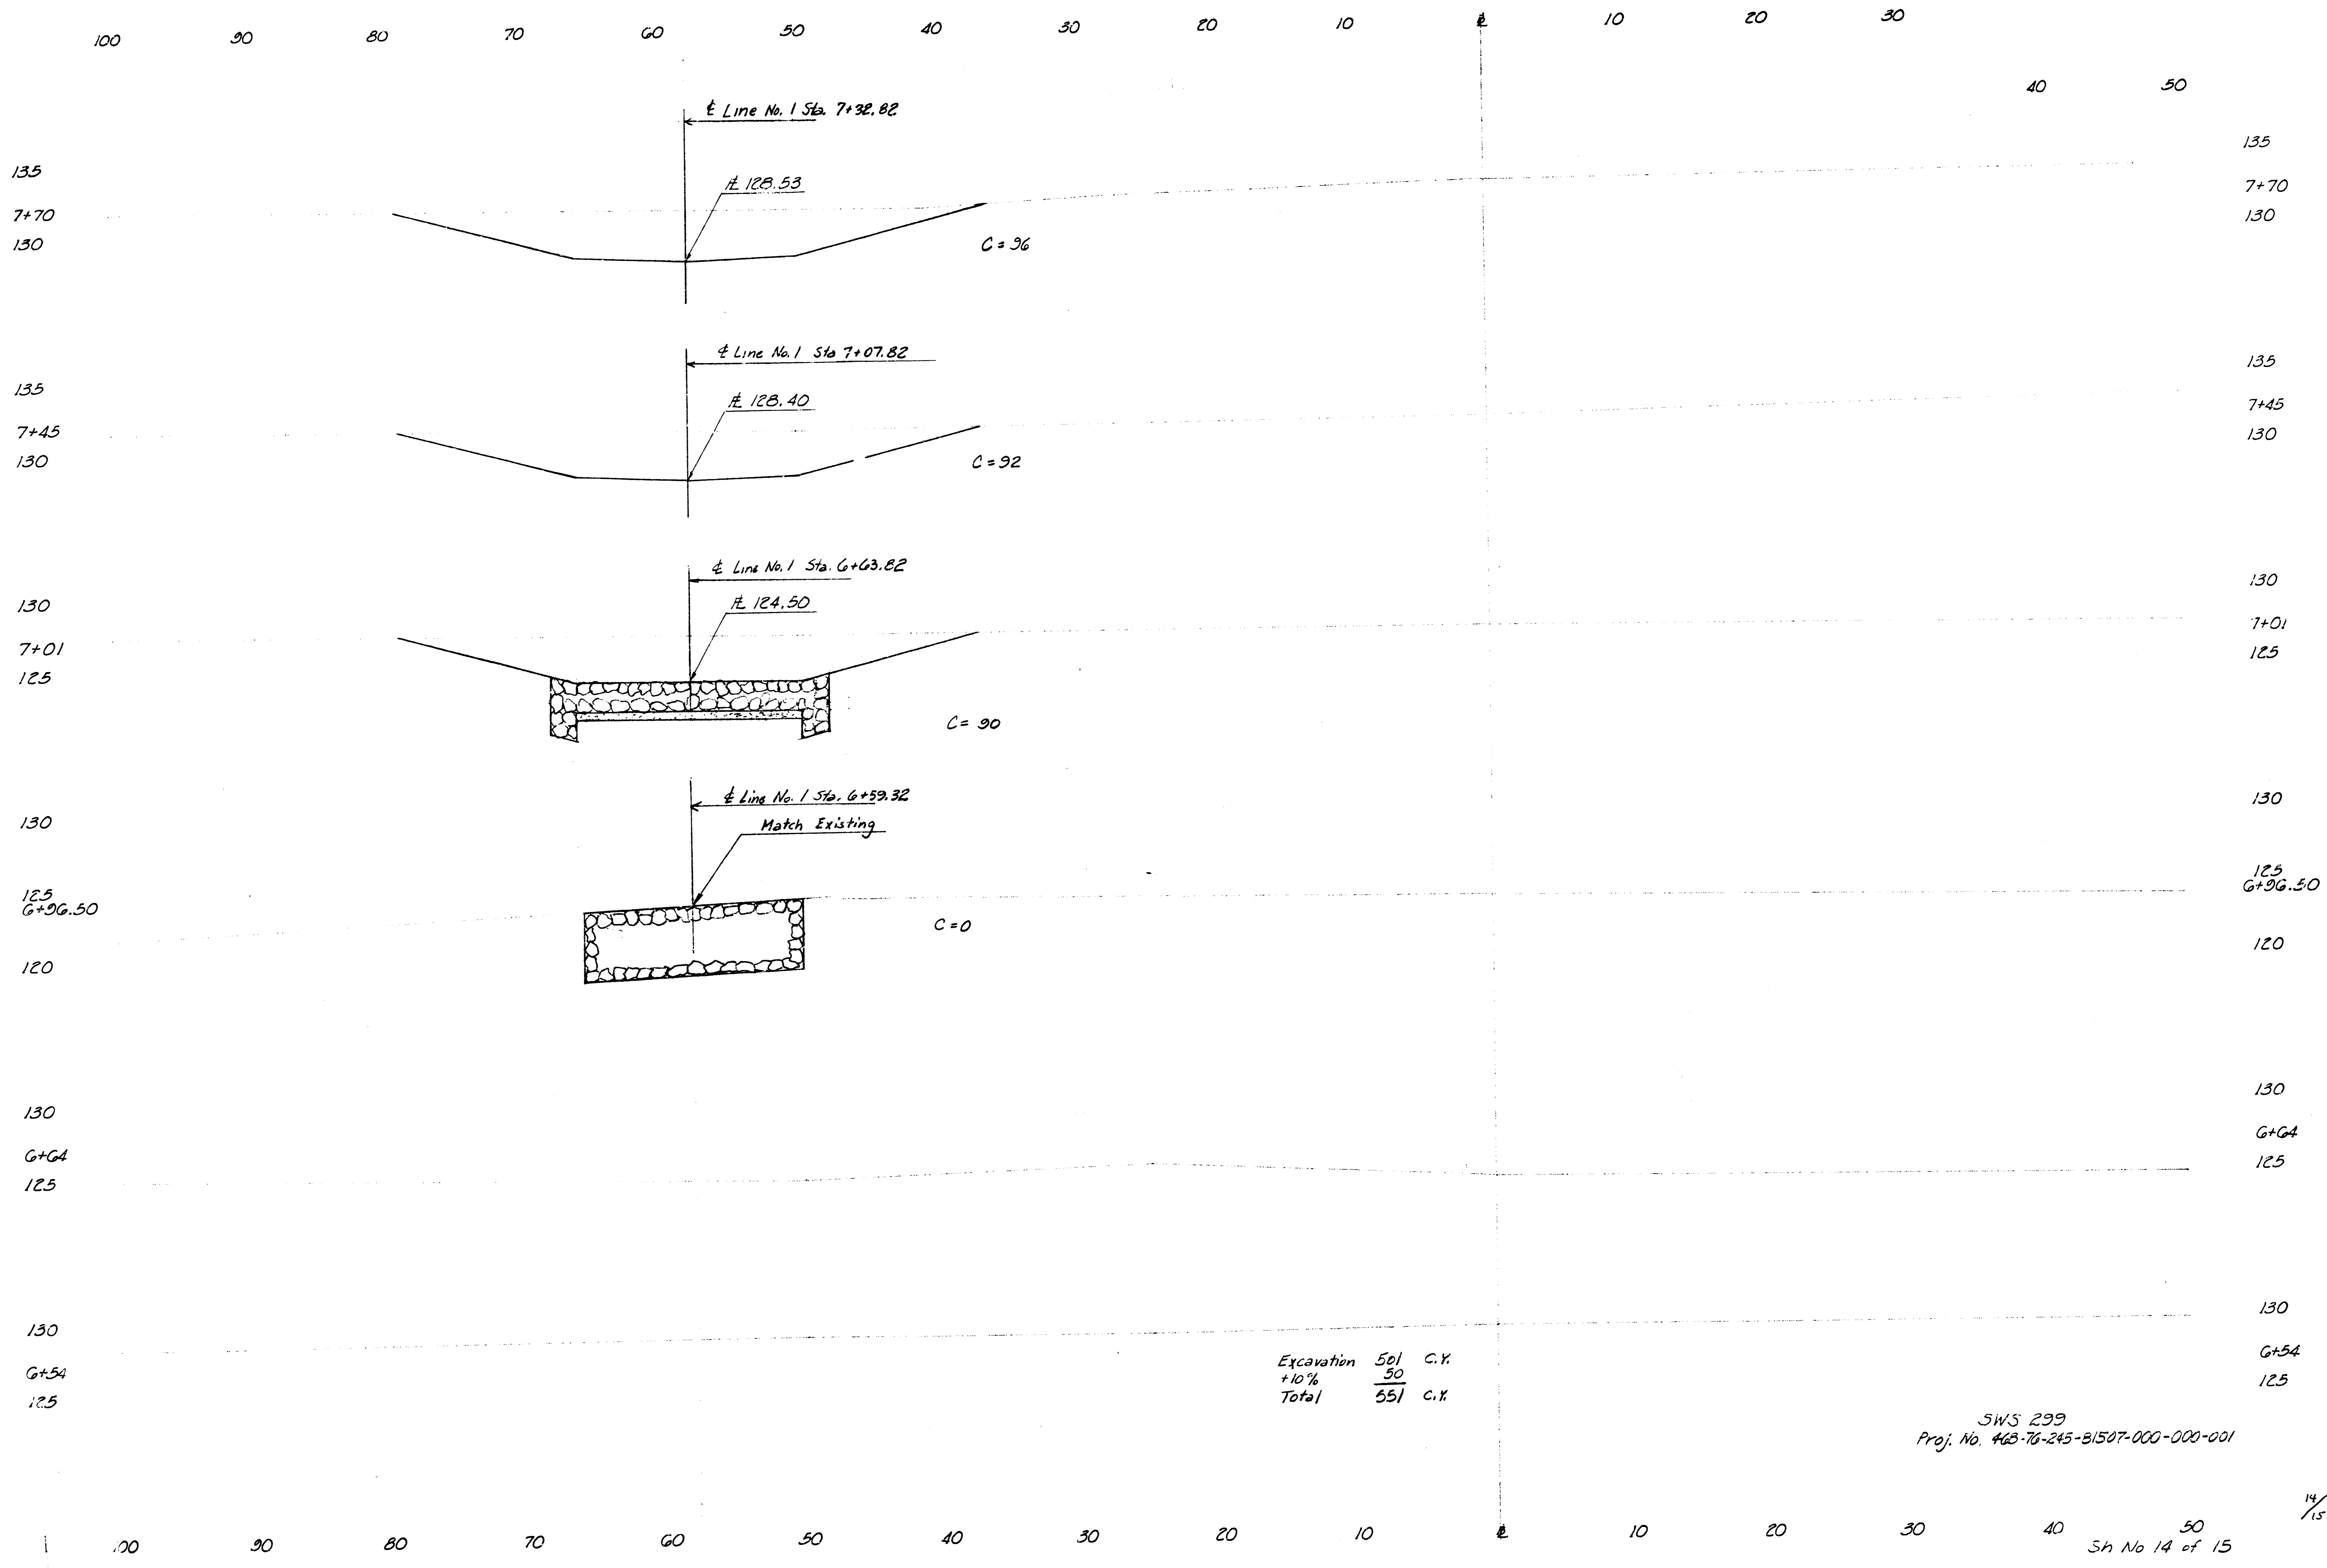 100 90 80 70 60 50 40 30 20 10 ℄ 10 20 30
40 50
℄ Line No. 1 Sta. 7+32.82
135 135
℄ 128.53
7+70 7+70
130 130
C = 96
℄ Line No. 1 Sta 7+07.82
135 135
℄ 128.40
7+45 7+45
130 130
C = 92
℄ Line No. 1 Sta. 6+63.82
130 130
℄ 124.50
7+01 7+01
125 125
C = 90
℄ Line No. 1 Sta. 6+59.32
130 130
Match Existing
125 125
6+96.50 6+96.50
C = 0
120 120
130 130
6+64 6+64
125 125
130 130
Excavation 501 C.Y.
6+54 6+54
+10% 50
Total 551 C.Y.
125 125
SWS 299
Proj. No. 468-76-245-81507-000-000-001
14/15
100 90 80 70 60 50 40 30 20 10 ℄ 10 20 30 40 50
Sh No 14 of 15